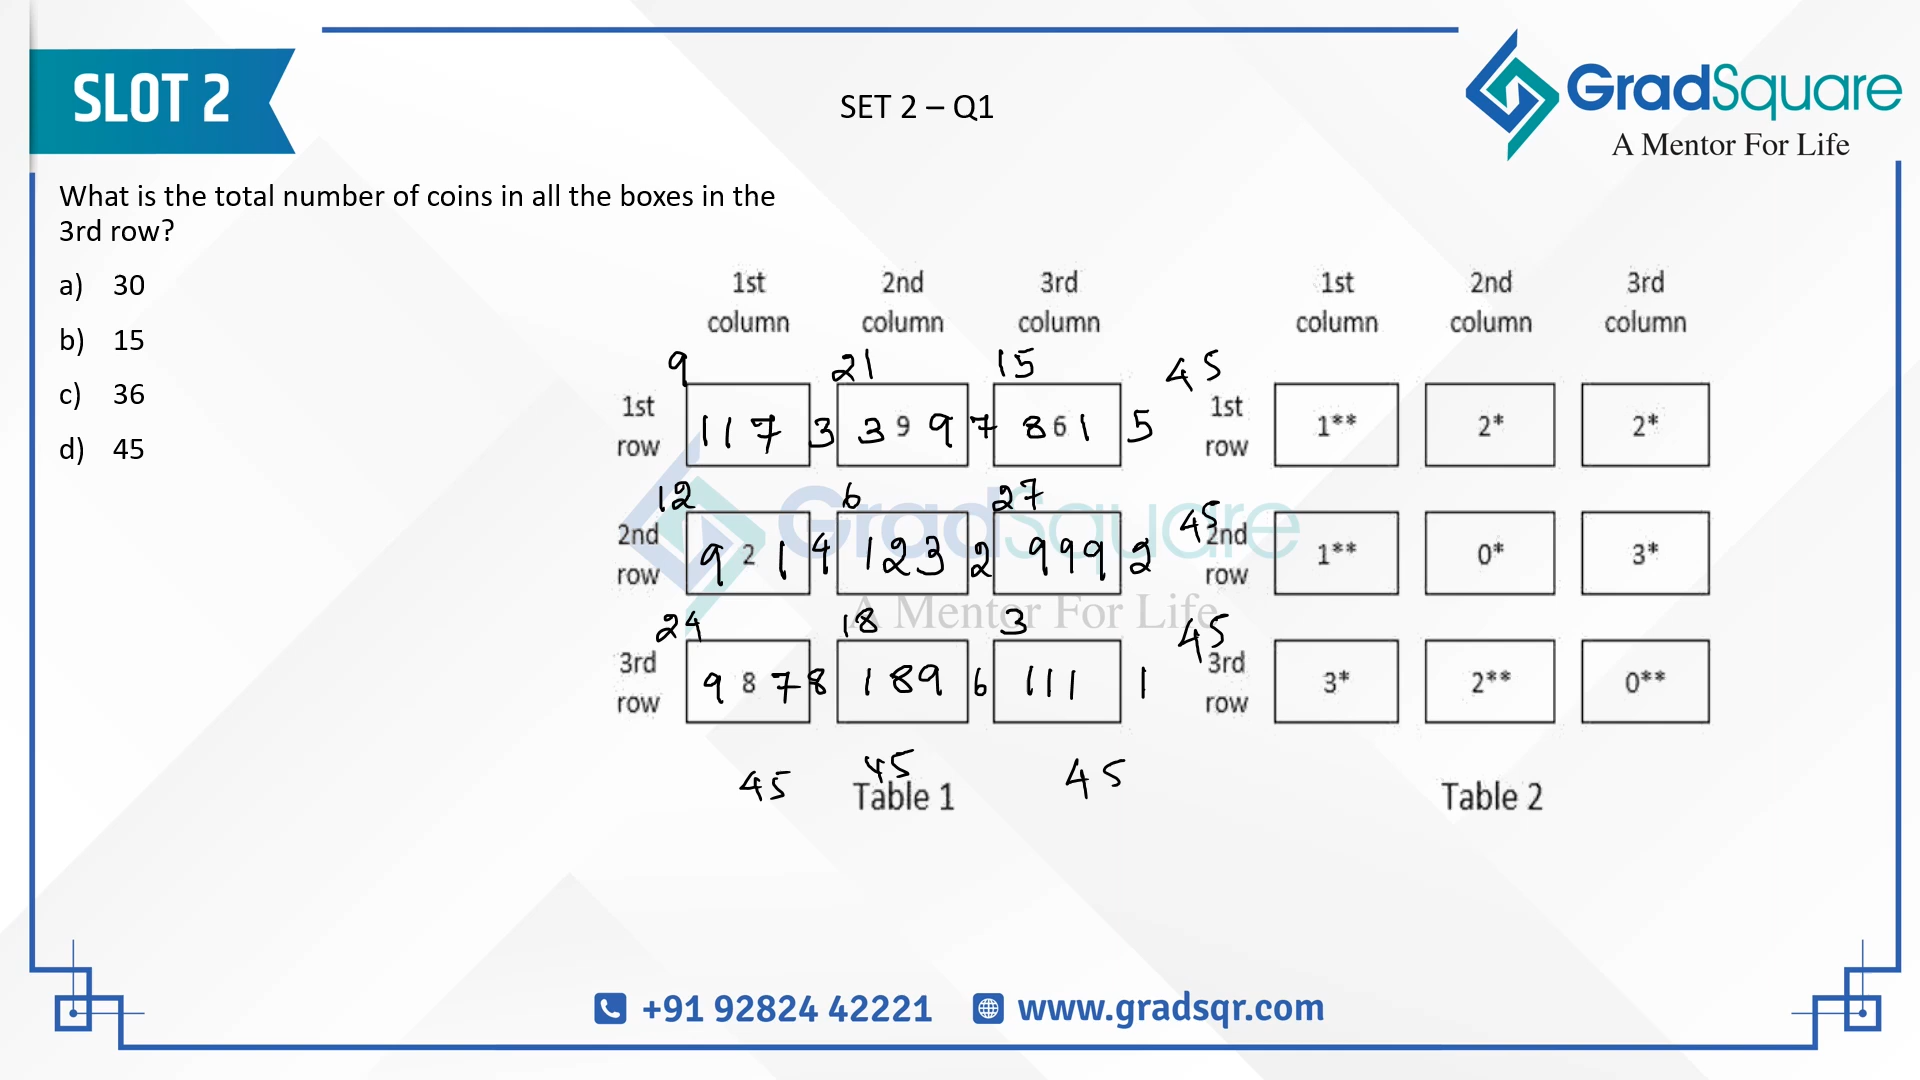 SLOT 2
SET 2 – Q1
GradSquare
A Mentor For Life
What is the total number of coins in all the boxes in the
3rd row?
a) 30
b) 15
c) 36
d) 45
1st column 2nd column 3rd column
9 21 15 45
1st row 1 1 7 3 3 9 9 7 8 6 1 5
12 6 27 45
2nd row 9 2 1 4 1 2 3 2 9 9 9 2
24 18 3 45
3rd row 9 8 7 8 1 8 9 6 1 1 1 1
45 45 45
Table 1
1st column 2nd column 3rd column
1st row 1** 2* 2*
2nd row 1** 0* 3*
3rd row 3* 2** 0**
Table 2
GradSquare
A Mentor For Life
+91 92824 42221 www.gradsqr.com